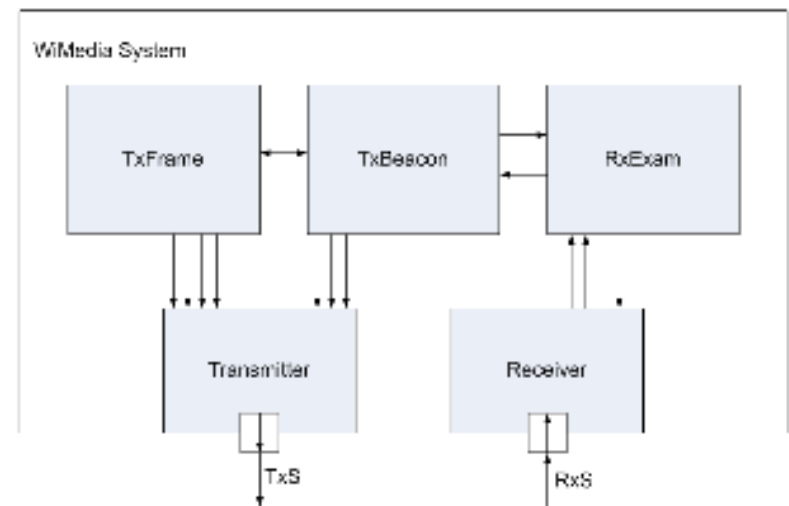 WiMedia System
TxFrame
TxBeacon
RxExam
Transmitter
Receiver
TxS
RxS